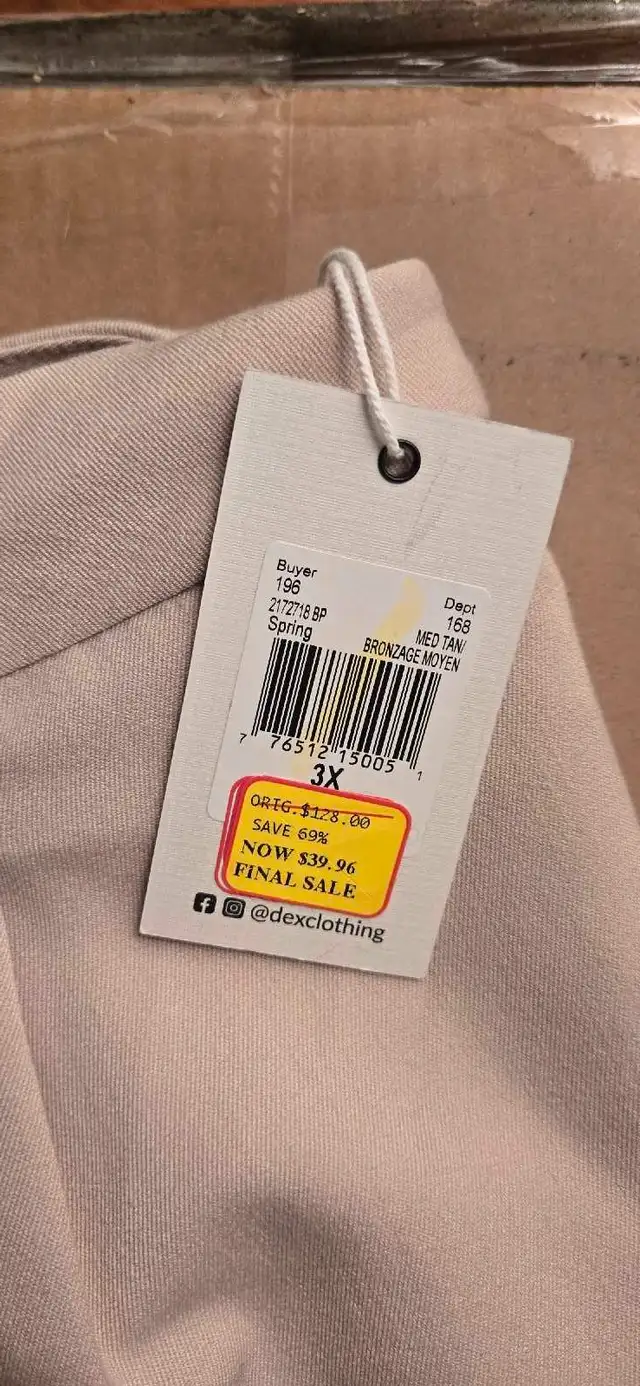 Buyer
196
2172718 BP
Spring
Dept
168
MED TAN/
BRONZAGE MOYEN
7 76512 15005 1
3X
ORIG.$128.00
SAVE 69%
NOW $39.96
FINAL SALE
@dexclothing